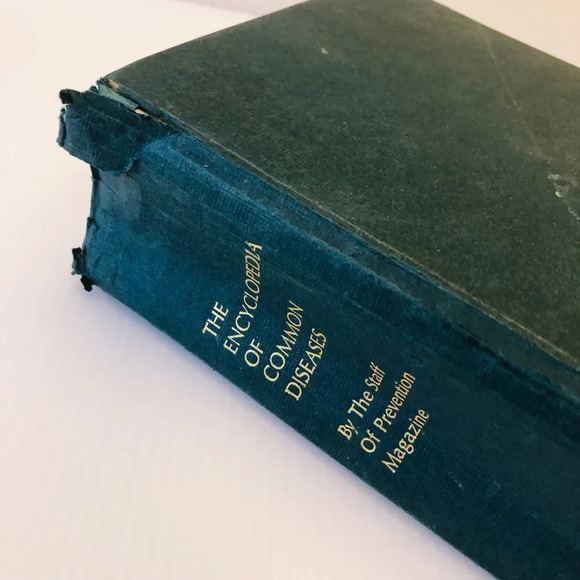 THE
ENCYCLOPEDIA
OF
COMMON
DISEASES
By The Staff
Of Prevention
Magazine